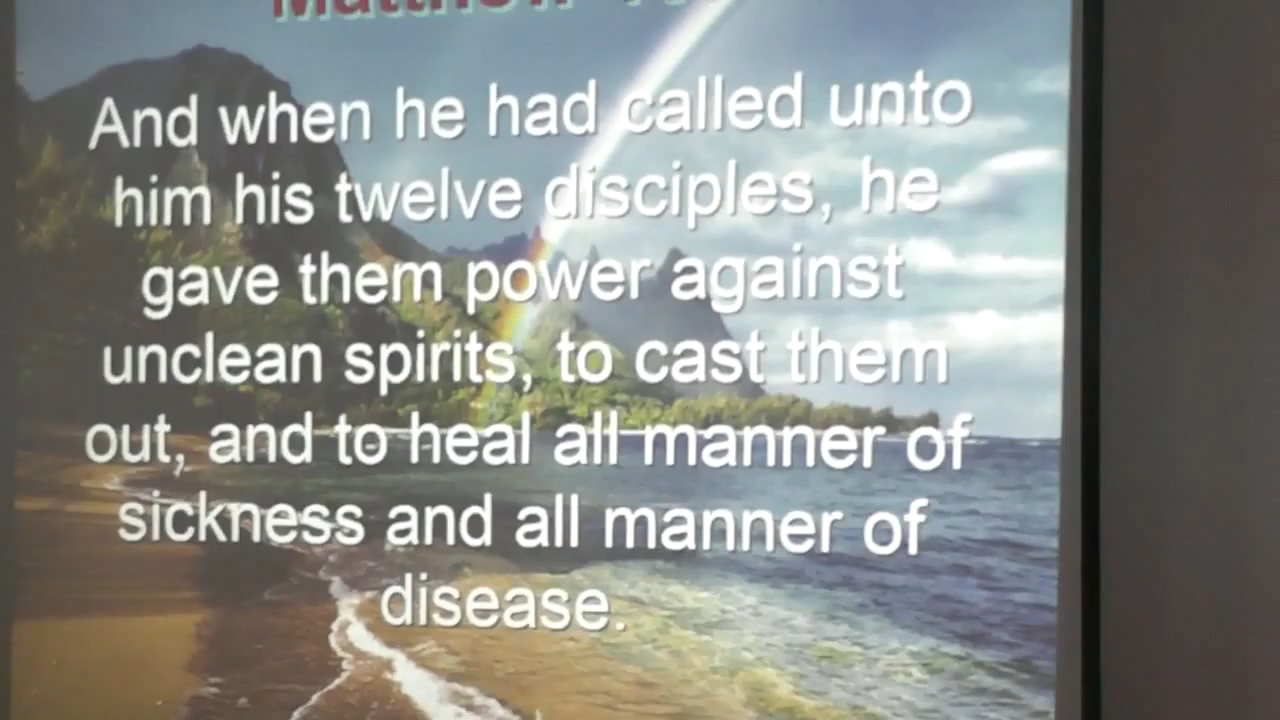 Matthew
And when he had called unto
him his twelve disciples, he
gave them power against
unclean spirits, to cast them
out, and to heal all manner of
sickness and all manner of
disease.